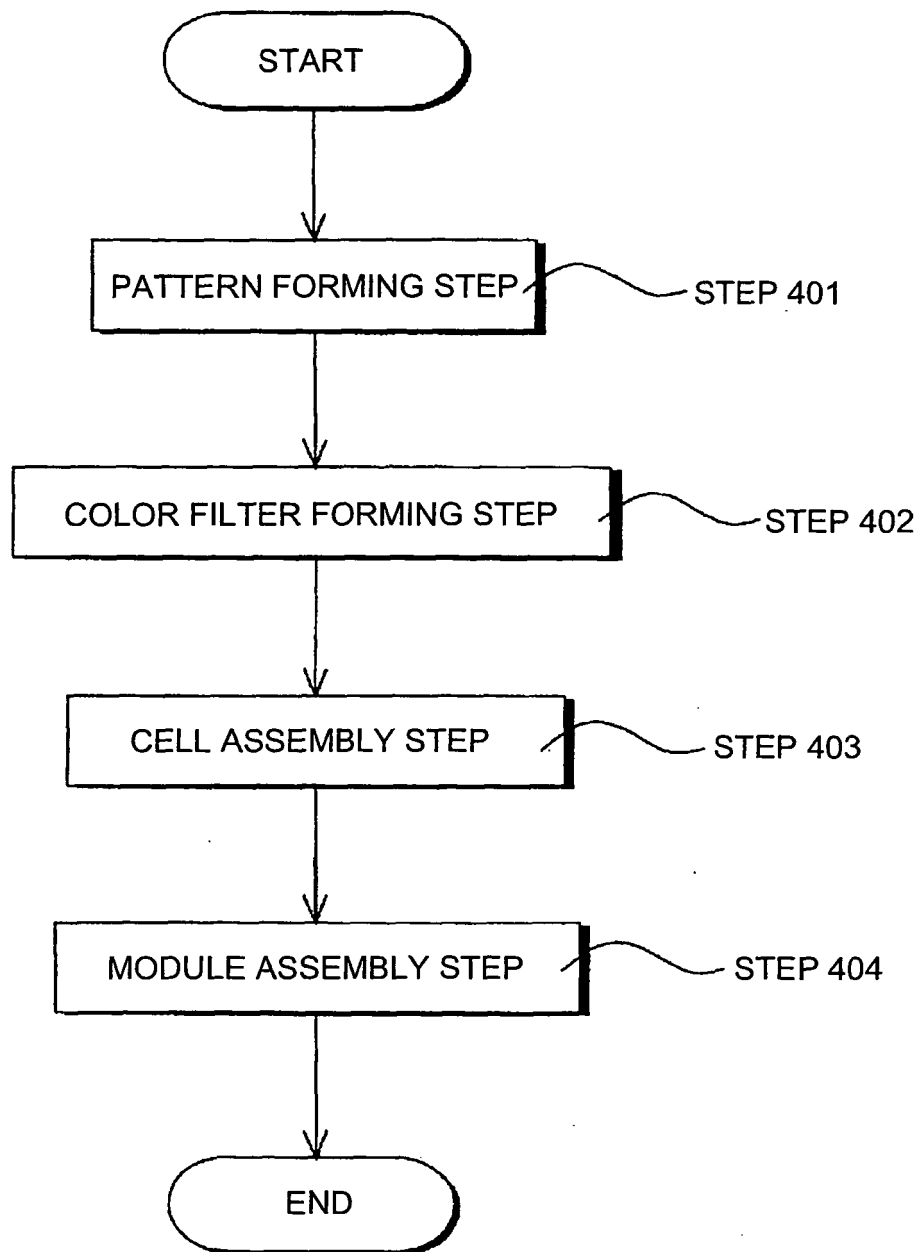 START
PATTERN FORMING STEP
STEP 401
COLOR FILTER FORMING STEP
STEP 402
CELL ASSEMBLY STEP
STEP 403
MODULE ASSEMBLY STEP
STEP 404
END